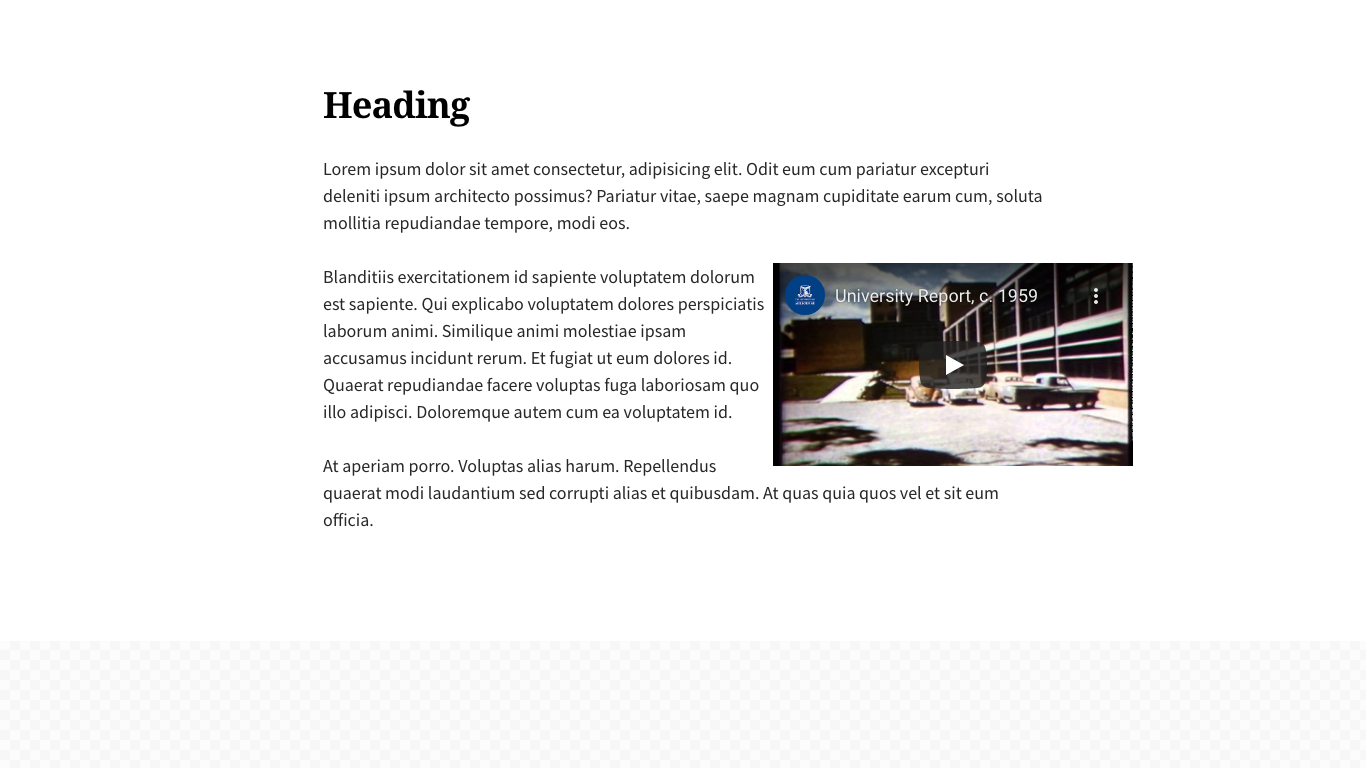 Heading
Lorem ipsum dolor sit amet consectetur, adipisicing elit. Odit eum cum pariatur excepturi
deleniti ipsum architecto possimus? Pariatur vitae, saepe magnam cupiditate earum cum, soluta
mollitia repudiandae tempore, modi eos.
Blanditiis exercitationem id sapiente voluptatem dolorum
est sapiente. Qui explicabo voluptatem dolores perspiciatis
laborum animi. Similique animi molestiae ipsam
accusamus incidunt rerum. Et fugiat ut eum dolores id.
Quaerat repudiandae facere voluptas fuga laboriosam quo
illo adipisci. Doloremque autem cum ea voluptatem id.
University Report, c. 1959
At aperiam porro. Voluptas alias harum. Repellendus
quaerat modi laudantium sed corrupti alias et quibusdam. At quas quia quos vel et sit eum
officia.